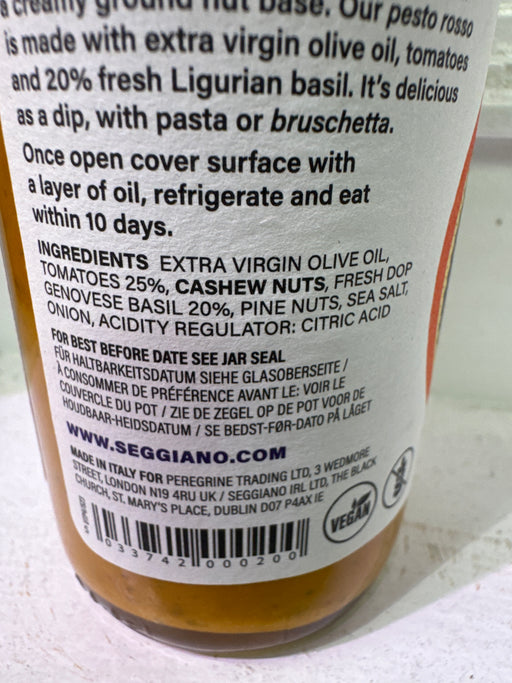 a creamy ground nut base. Our pesto rosso
is made with extra virgin olive oil, tomatoes
and 20% fresh Ligurian basil. It's delicious
as a dip, with pasta or bruschetta.
Once open cover surface with
a layer of oil, refrigerate and eat
within 10 days.
INGREDIENTS EXTRA VIRGIN OLIVE OIL,
TOMATOES 25%, CASHEW NUTS, FRESH DOP
GENOVESE BASIL 20%, PINE NUTS, SEA SALT,
ONION, ACIDITY REGULATOR: CITRIC ACID
FOR BEST BEFORE DATE SEE JAR SEAL
FÜR HALTBARKEITSDATUM SIEHE GLASOBERSEITE /
À CONSOMMER DE PRÉFÉRENCE AVANT LE: VOIR LE
COUVERCLE DU POT / ZIE DE ZEGEL OP DE POT VOOR DE
HOUDBAAR-HEIDSDATUM / SE BEDST-FØR-DATO PÅ LÅGET
WWW.SEGGIANO.COM
MADE IN ITALY FOR PEREGRINE TRADING LTD, 3 WEDMORE
STREET, LONDON N19 4RU UK / SEGGIANO IRL LTD, THE BLACK
CHURCH, ST. MARY'S PLACE, DUBLIN D07 P4AX IE
VEGAN
033742 000200